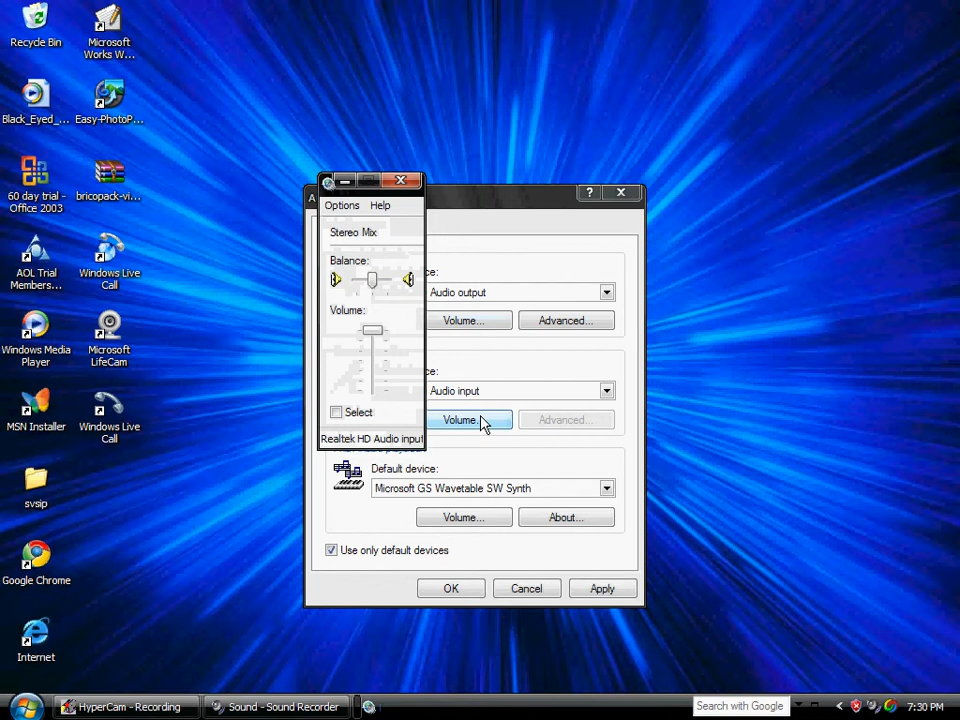 Recycle Bin
Microsoft
Works W...
Black_Eyed_...
Easy-PhotoP...
60 day trial -
Office 2003
bricopack-vi...
AOL Trial
Members...
Windows Live
Call
Windows Media
Player
Microsoft
LifeCam
MSN Installer
Windows Live
Call
svsip
Google Chrome
Internet
Options Help
Stereo Mix
Balance:
Volume:
Select
Realtek HD Audio input
A
?
ce:
Audio output
Volume...
Advanced...
ce:
Audio input
Volume.
Advanced...
Default device:
Microsoft GS Wavetable SW Synth
Volume...
About...
Use only default devices
OK
Cancel
Apply
HyperCam - Recording
Sound - Sound Recorder
Search with Google
7:30 PM